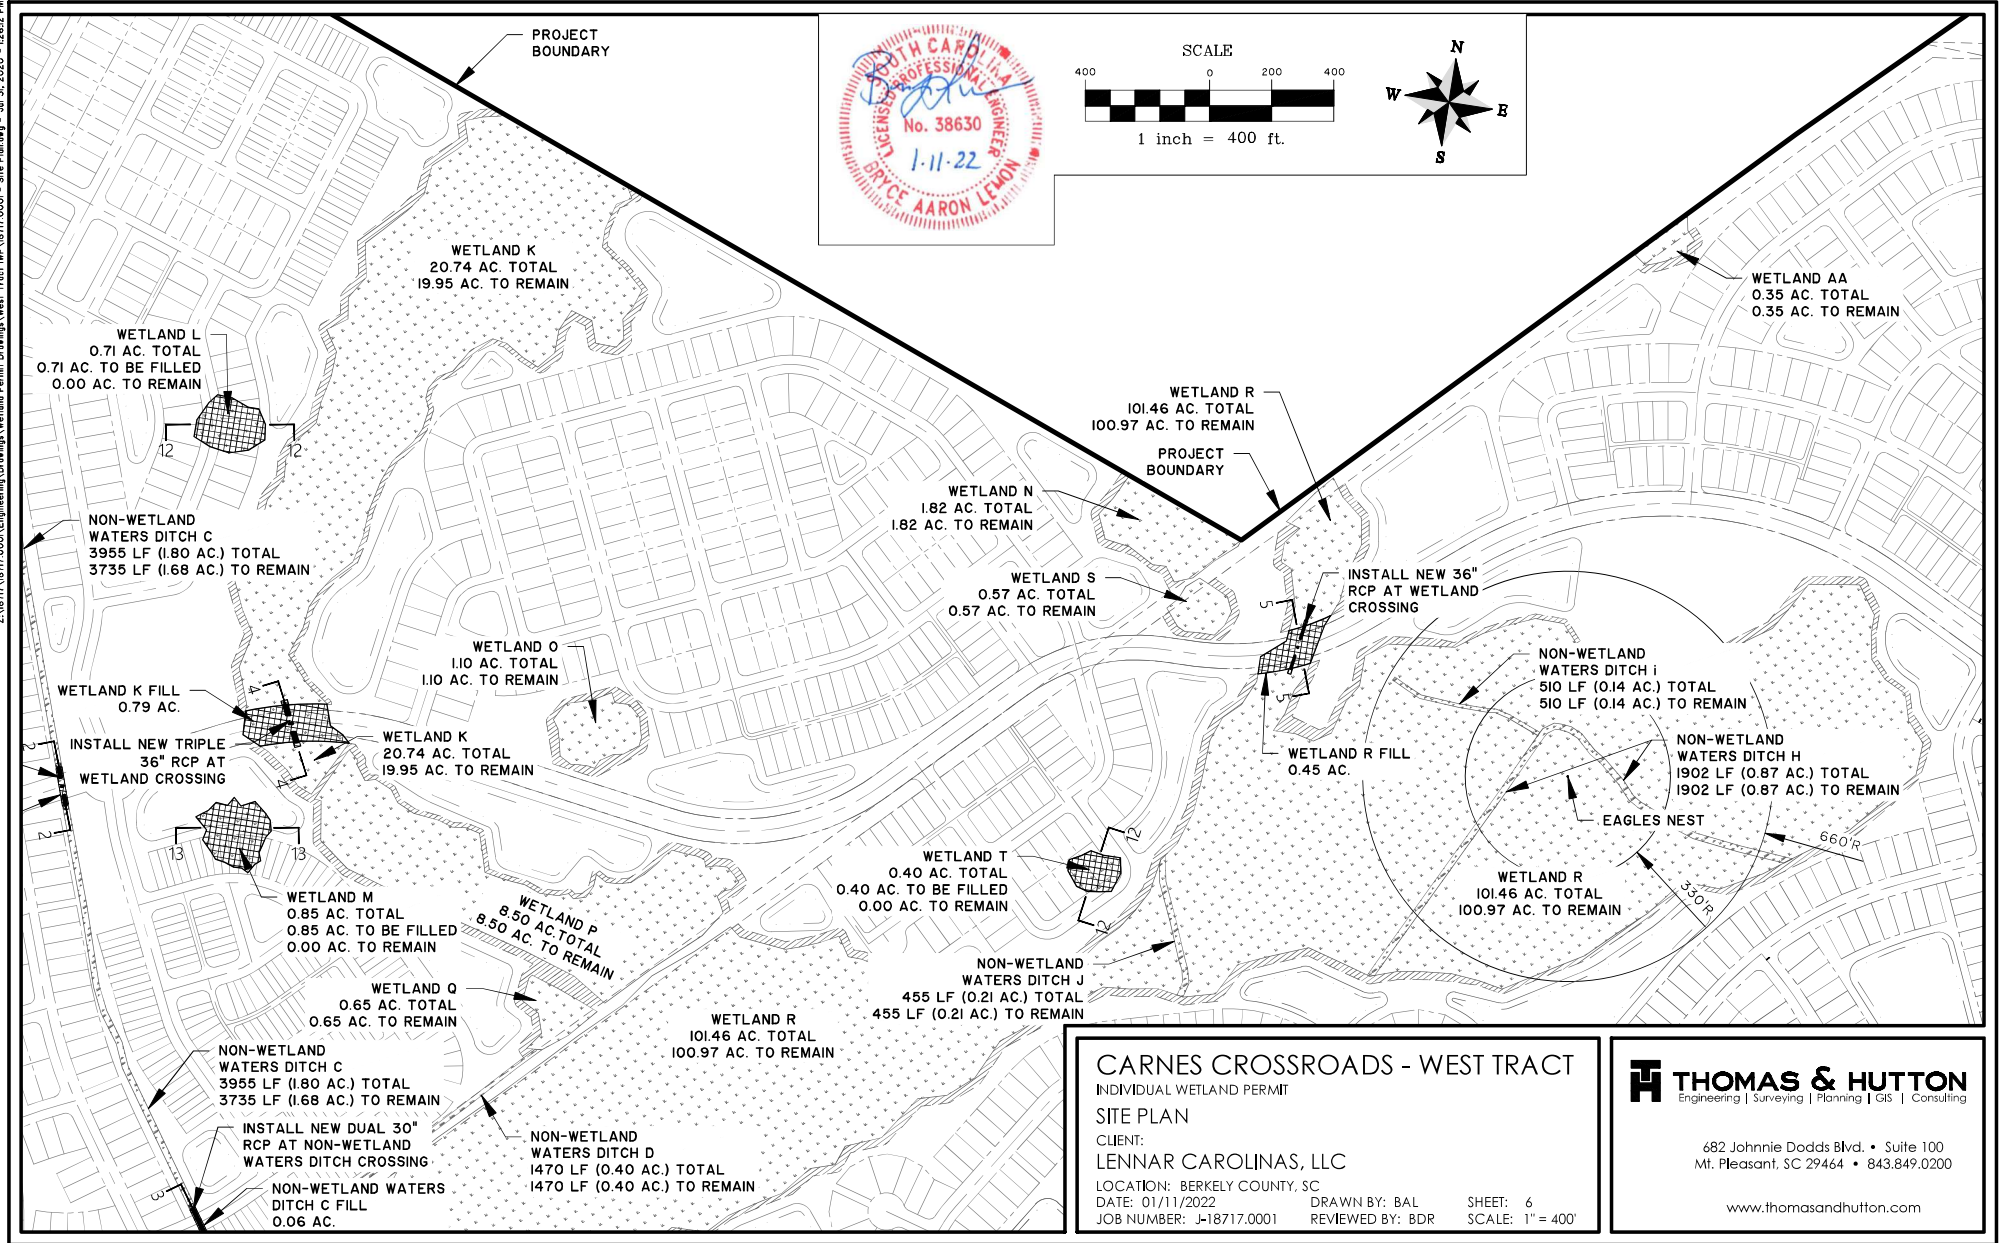 PROJECT
BOUNDARY
SOUTH CAROLINA
LICENSED PROFESSIONAL ENGINEER
No. 38630
1-11-22
BRYCE AARON LEMON
SCALE
400 0 200 400
1 inch = 400 ft.
N
W
E
S
WETLAND K
20.74 AC. TOTAL
19.95 AC. TO REMAIN
WETLAND AA
0.35 AC. TOTAL
0.35 AC. TO REMAIN
WETLAND L
0.71 AC. TOTAL
0.71 AC. TO BE FILLED
0.00 AC. TO REMAIN
12
12
WETLAND R
101.46 AC. TOTAL
100.97 AC. TO REMAIN
PROJECT
BOUNDARY
WETLAND N
1.82 AC. TOTAL
1.82 AC. TO REMAIN
NON-WETLAND
WATERS DITCH C
3955 LF (1.80 AC.) TOTAL
3735 LF (1.68 AC.) TO REMAIN
WETLAND S
0.57 AC. TOTAL
0.57 AC. TO REMAIN
INSTALL NEW 36"
RCP AT WETLAND
CROSSING
5
5
WETLAND O
1.10 AC. TOTAL
1.10 AC. TO REMAIN
NON-WETLAND
WATERS DITCH i
510 LF (0.14 AC.) TOTAL
510 LF (0.14 AC.) TO REMAIN
WETLAND K FILL
0.79 AC.
4
4
INSTALL NEW TRIPLE
36" RCP AT
WETLAND CROSSING
WETLAND K
20.74 AC. TOTAL
19.95 AC. TO REMAIN
WETLAND R FILL
0.45 AC.
NON-WETLAND
WATERS DITCH H
1902 LF (0.87 AC.) TOTAL
1902 LF (0.87 AC.) TO REMAIN
EAGLES NEST
660'R
330'R
2
2
13
13
WETLAND T
0.40 AC. TOTAL
0.40 AC. TO BE FILLED
0.00 AC. TO REMAIN
12
12
WETLAND R
101.46 AC. TOTAL
100.97 AC. TO REMAIN
WETLAND M
0.85 AC. TOTAL
0.85 AC. TO BE FILLED
0.00 AC. TO REMAIN
WETLAND P
8.50 AC.TOTAL
8.50 AC. TO REMAIN
NON-WETLAND
WATERS DITCH J
455 LF (0.21 AC.) TOTAL
455 LF (0.21 AC.) TO REMAIN
WETLAND Q
0.65 AC. TOTAL
0.65 AC. TO REMAIN
WETLAND R
101.46 AC. TOTAL
100.97 AC. TO REMAIN
NON-WETLAND
WATERS DITCH C
3955 LF (1.80 AC.) TOTAL
3735 LF (1.68 AC.) TO REMAIN
INSTALL NEW DUAL 30"
RCP AT NON-WETLAND
WATERS DITCH CROSSING
3
NON-WETLAND WATERS
DITCH C FILL
0.06 AC.
NON-WETLAND
WATERS DITCH D
1470 LF (0.40 AC.) TOTAL
1470 LF (0.40 AC.) TO REMAIN
CARNES CROSSROADS - WEST TRACT
INDIVIDUAL WETLAND PERMIT
SITE PLAN
CLIENT:
LENNAR CAROLINAS, LLC
LOCATION: BERKELY COUNTY, SC
DATE: 01/11/2022 DRAWN BY: BAL SHEET: 6
JOB NUMBER: J-18717.0001 REVIEWED BY: BDR SCALE: 1" = 400'
THOMAS & HUTTON
Engineering | Surveying | Planning | GIS | Consulting
682 Johnnie Dodds Blvd. • Suite 100
Mt. Pleasant, SC 29464 • 843.849.0200
www.thomasandhutton.com